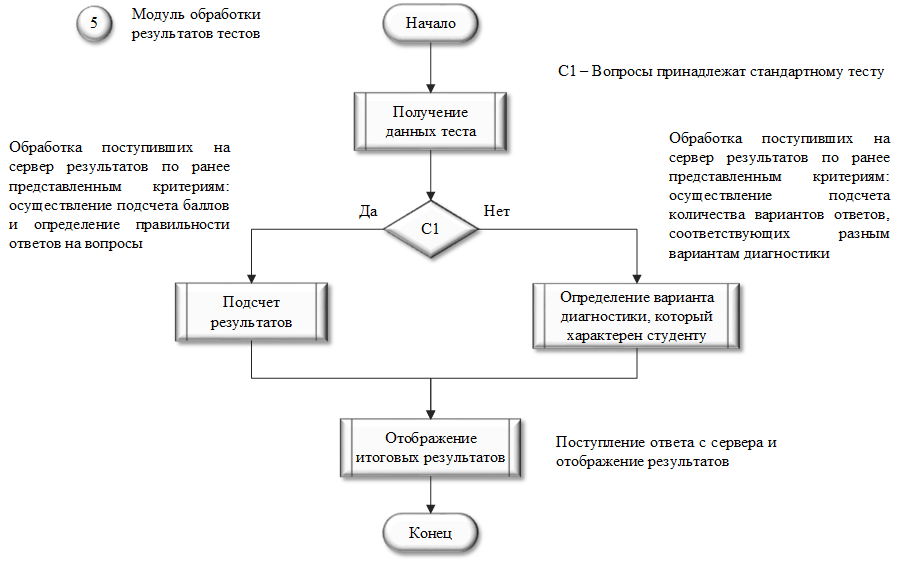 5
Модуль обработки
результатов тестов
Начало
С1 – Вопросы принадлежат стандартному тесту
Получение
данных теста
Обработка поступивших на
сервер результатов по ранее
представленным критериям:
осуществление подсчета баллов
и определение правильности
ответов на вопросы
Обработка поступивших на
сервер результатов по ранее
представленным критериям:
осуществление подсчета
количества вариантов ответов,
соответствующих разным
вариантам диагностики
Да
Нет
С1
Подсчет
результатов
Определение варианта
диагностики, который
характерен студенту
Отображение
итоговых результатов
Поступление ответа с сервера и
отображение результатов
Конец